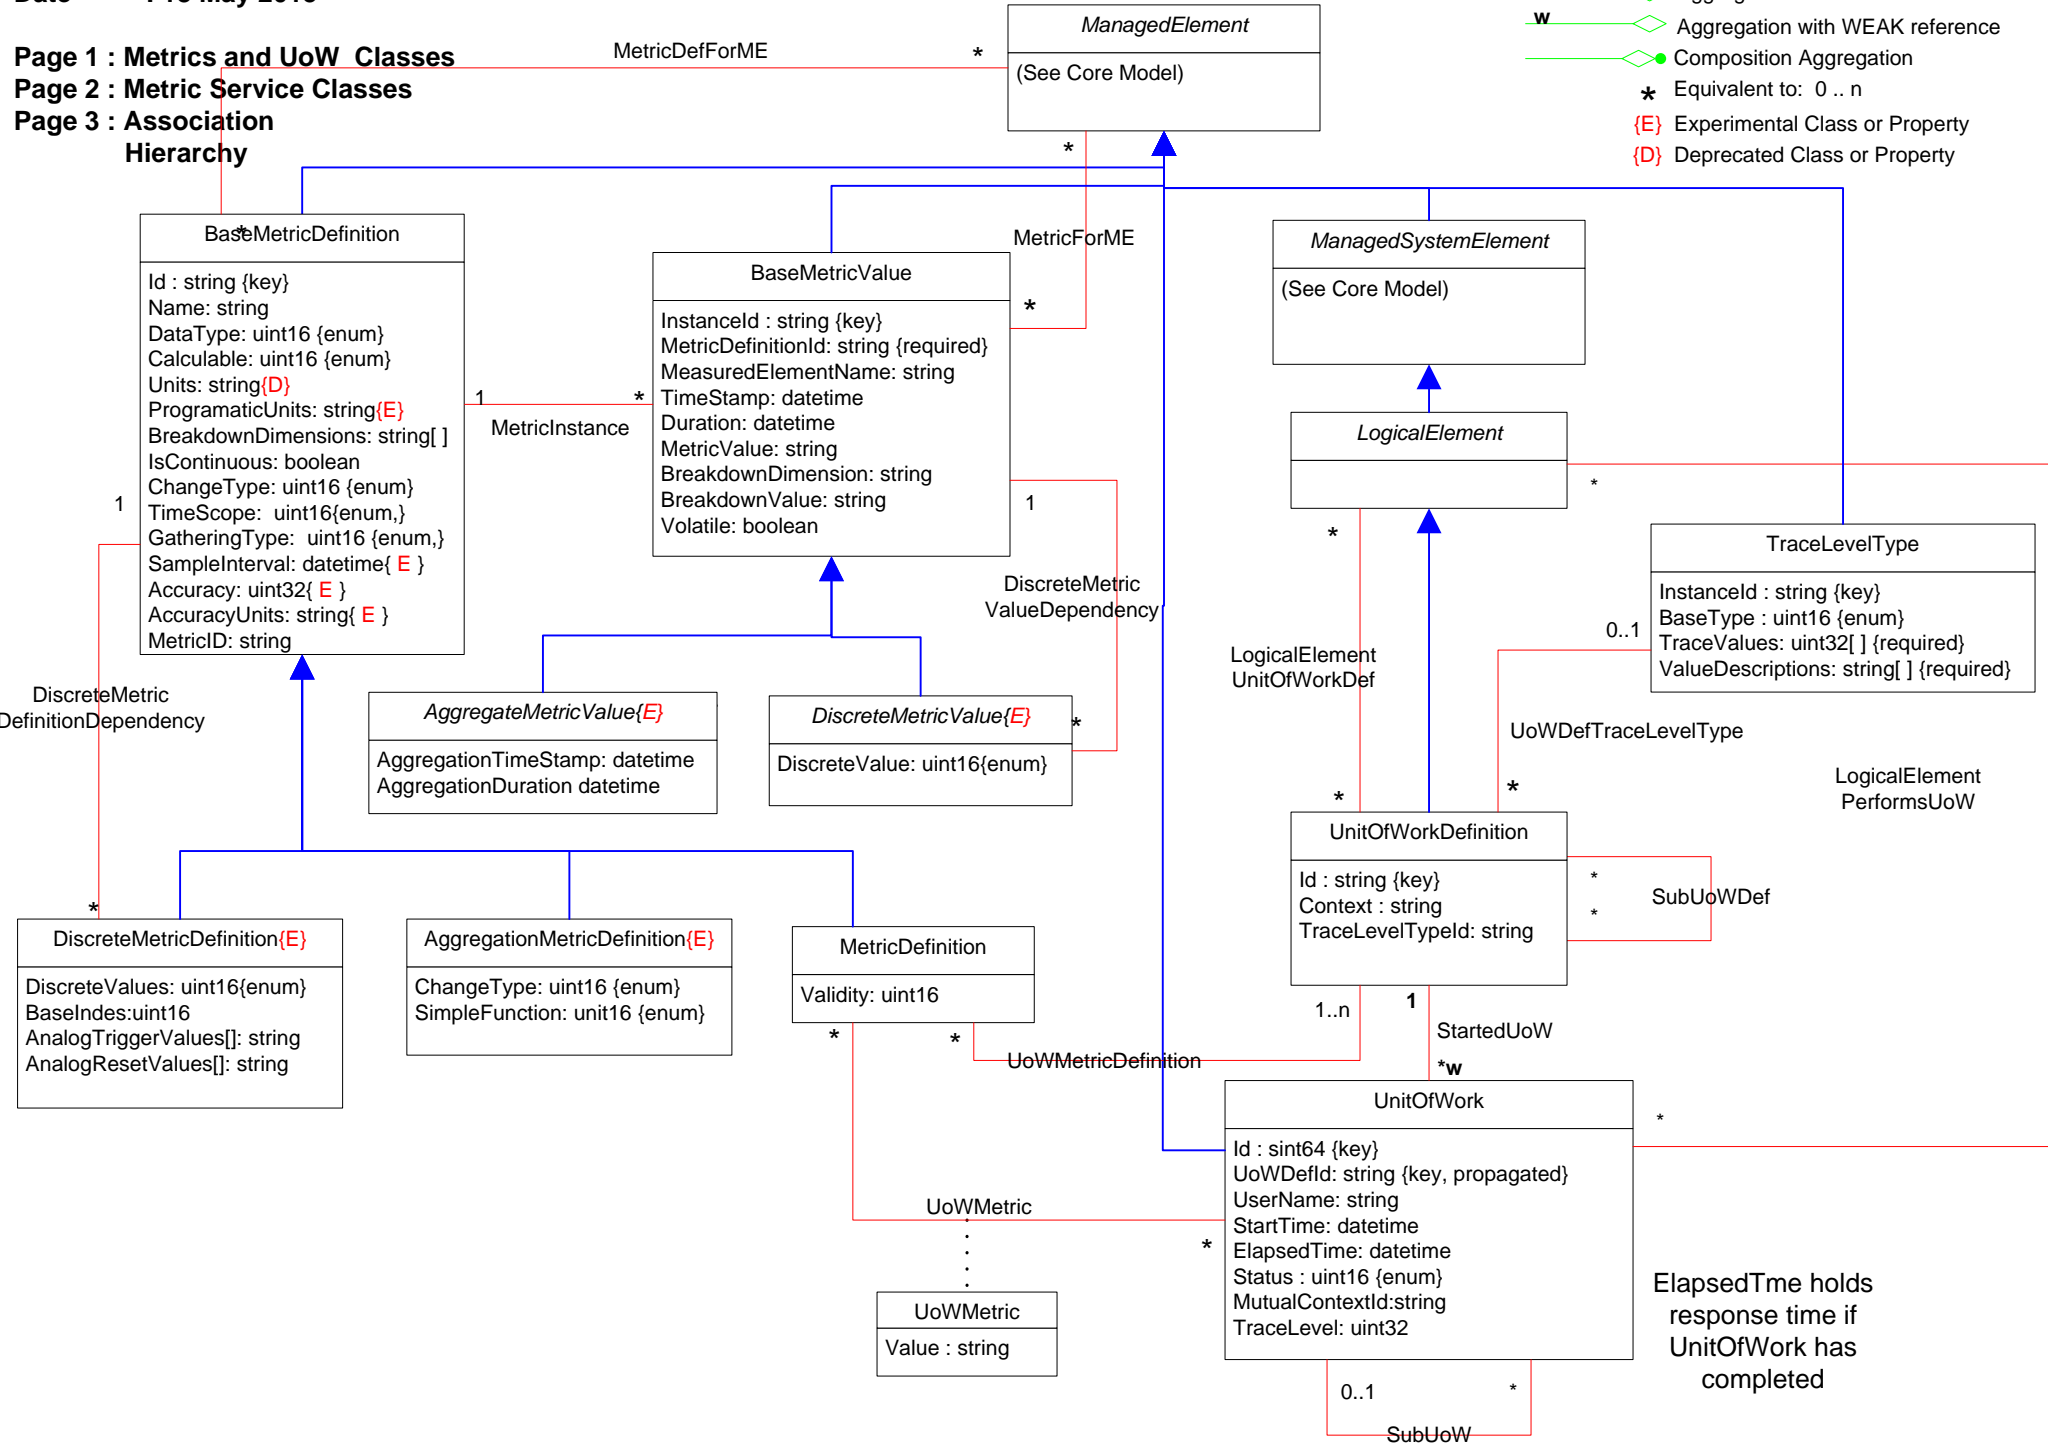 Page 1 : Metrics and UoW Classes
Page 2 : Metric Service Classes
Page 3 : Association
Hierarchy
w
Aggregation with WEAK reference
Composition Aggregation
* Equivalent to: 0 .. n
{E} Experimental Class or Property
{D} Deprecated Class or Property
ManagedElement
(See Core Model)
MetricDefForME
*
*
*
MetricForME
*
BaseMetricDefinition
Id : string {key}
Name: string
DataType: uint16 {enum}
Calculable: uint16 {enum}
Units: string{D}
ProgramaticUnits: string{E}
BreakdownDimensions: string[ ]
IsContinuous: boolean
ChangeType: uint16 {enum}
TimeScope: uint16{enum,}
GatheringType: uint16 {enum,}
SampleInterval: datetime{ E }
Accuracy: uint32{ E }
AccuracyUnits: string{ E }
MetricID: string
1
*
MetricInstance
BaseMetricValue
InstanceId : string {key}
MetricDefinitionId: string {required}
MeasuredElementName: string
TimeStamp: datetime
Duration: datetime
MetricValue: string
BreakdownDimension: string
BreakdownValue: string
Volatile: boolean
1
DiscreteMetric
ValueDependency
*
ManagedSystemElement
(See Core Model)
LogicalElement
*
*
LogicalElement
UnitOfWorkDef
*
TraceLevelType
InstanceId : string {key}
BaseType : uint16 {enum}
TraceValues: uint32[ ] {required}
ValueDescriptions: string[ ] {required}
0..1
UoWDefTraceLevelType
*
LogicalElement
PerformsUoW
1
DiscreteMetric
DefinitionDependency
*
AggregateMetricValue{E}
AggregationTimeStamp: datetime
AggregationDuration datetime
DiscreteMetricValue{E}
DiscreteValue: uint16{enum}
DiscreteMetricDefinition{E}
DiscreteValues: uint16{enum}
BaseIndes:uint16
AnalogTriggerValues[]: string
AnalogResetValues[]: string
AggregationMetricDefinition{E}
ChangeType: uint16 {enum}
SimpleFunction: unit16 {enum}
MetricDefinition
Validity: uint16
*
*
UoWMetricDefinition
1..n
UnitOfWorkDefinition
Id : string {key}
Context : string
TraceLevelTypeId: string
*
*
SubUoWDef
1
StartedUoW
*w
UnitOfWork
Id : sint64 {key}
UoWDefId: string {key, propagated}
UserName: string
StartTime: datetime
ElapsedTime: datetime
Status : uint16 {enum}
MutualContextId:string
TraceLevel: uint32
*
UoWMetric
*
UoWMetric
Value : string
0..1
*
SubUoW
ElapsedTme holds
response time if
UnitOfWork has
completed